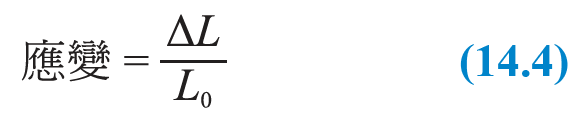 應變 = ΔL/L₀ (14.4)